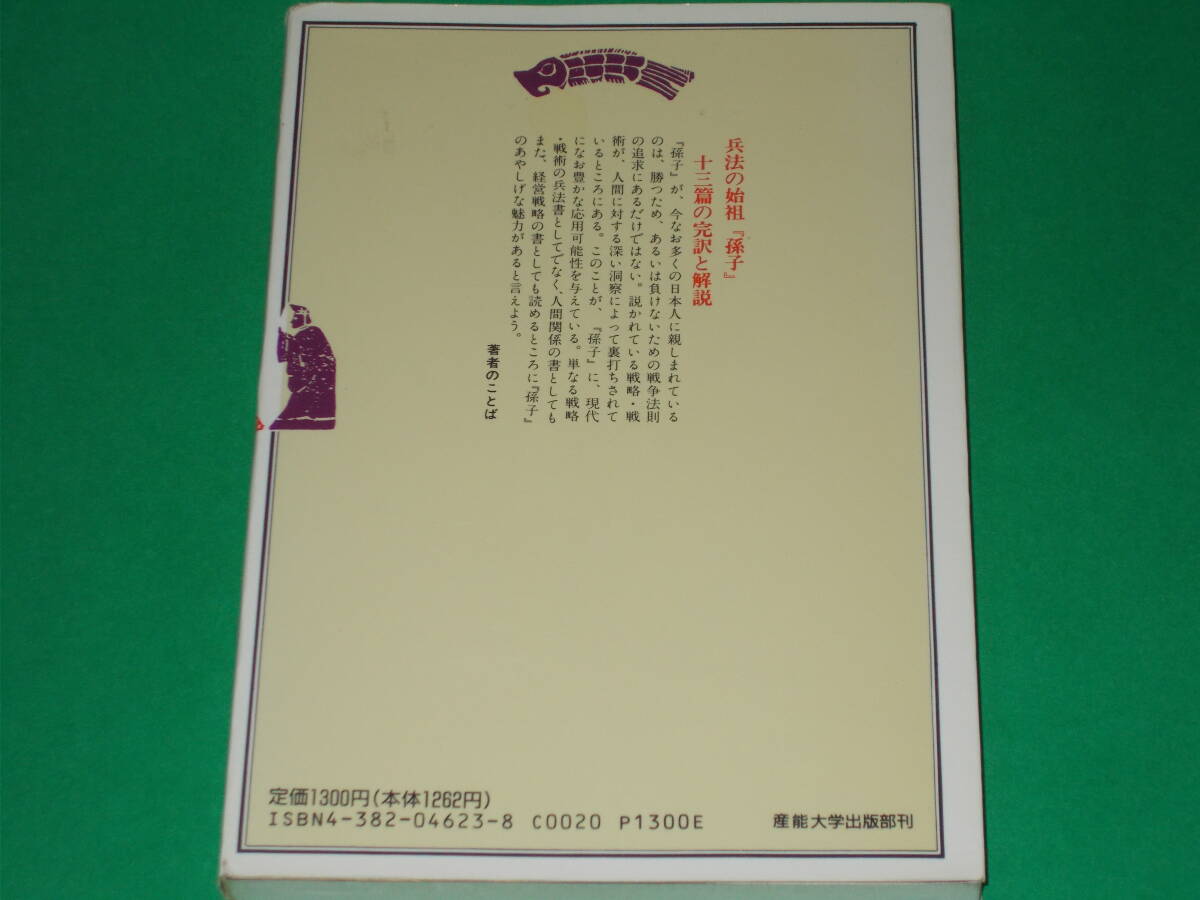 兵法の始祖『孫子』
十三篇の完訳と解説
『孫子』が、今なお多くの日本人に親しまれている
のは、勝つため、あるいは負けないための戦争法則
の追求にあるだけではない。説かれている戦略・戦
術が、人間に対する深い洞察によって裏打ちされて
いるところにある。このことが、『孫子』に、現代
になお豊かな応用可能性を与えている。単なる戦略
・戦術の兵法書としてでなく、人間関係の書としても
また、経営戦略の書としても読めるところに『孫子』
のあやしげな魅力があると言えよう。
著者のことば
定価1300円(本体1262円)
ISBN4-382-04623-8 C0020 P1300E
産能大学出版部刊